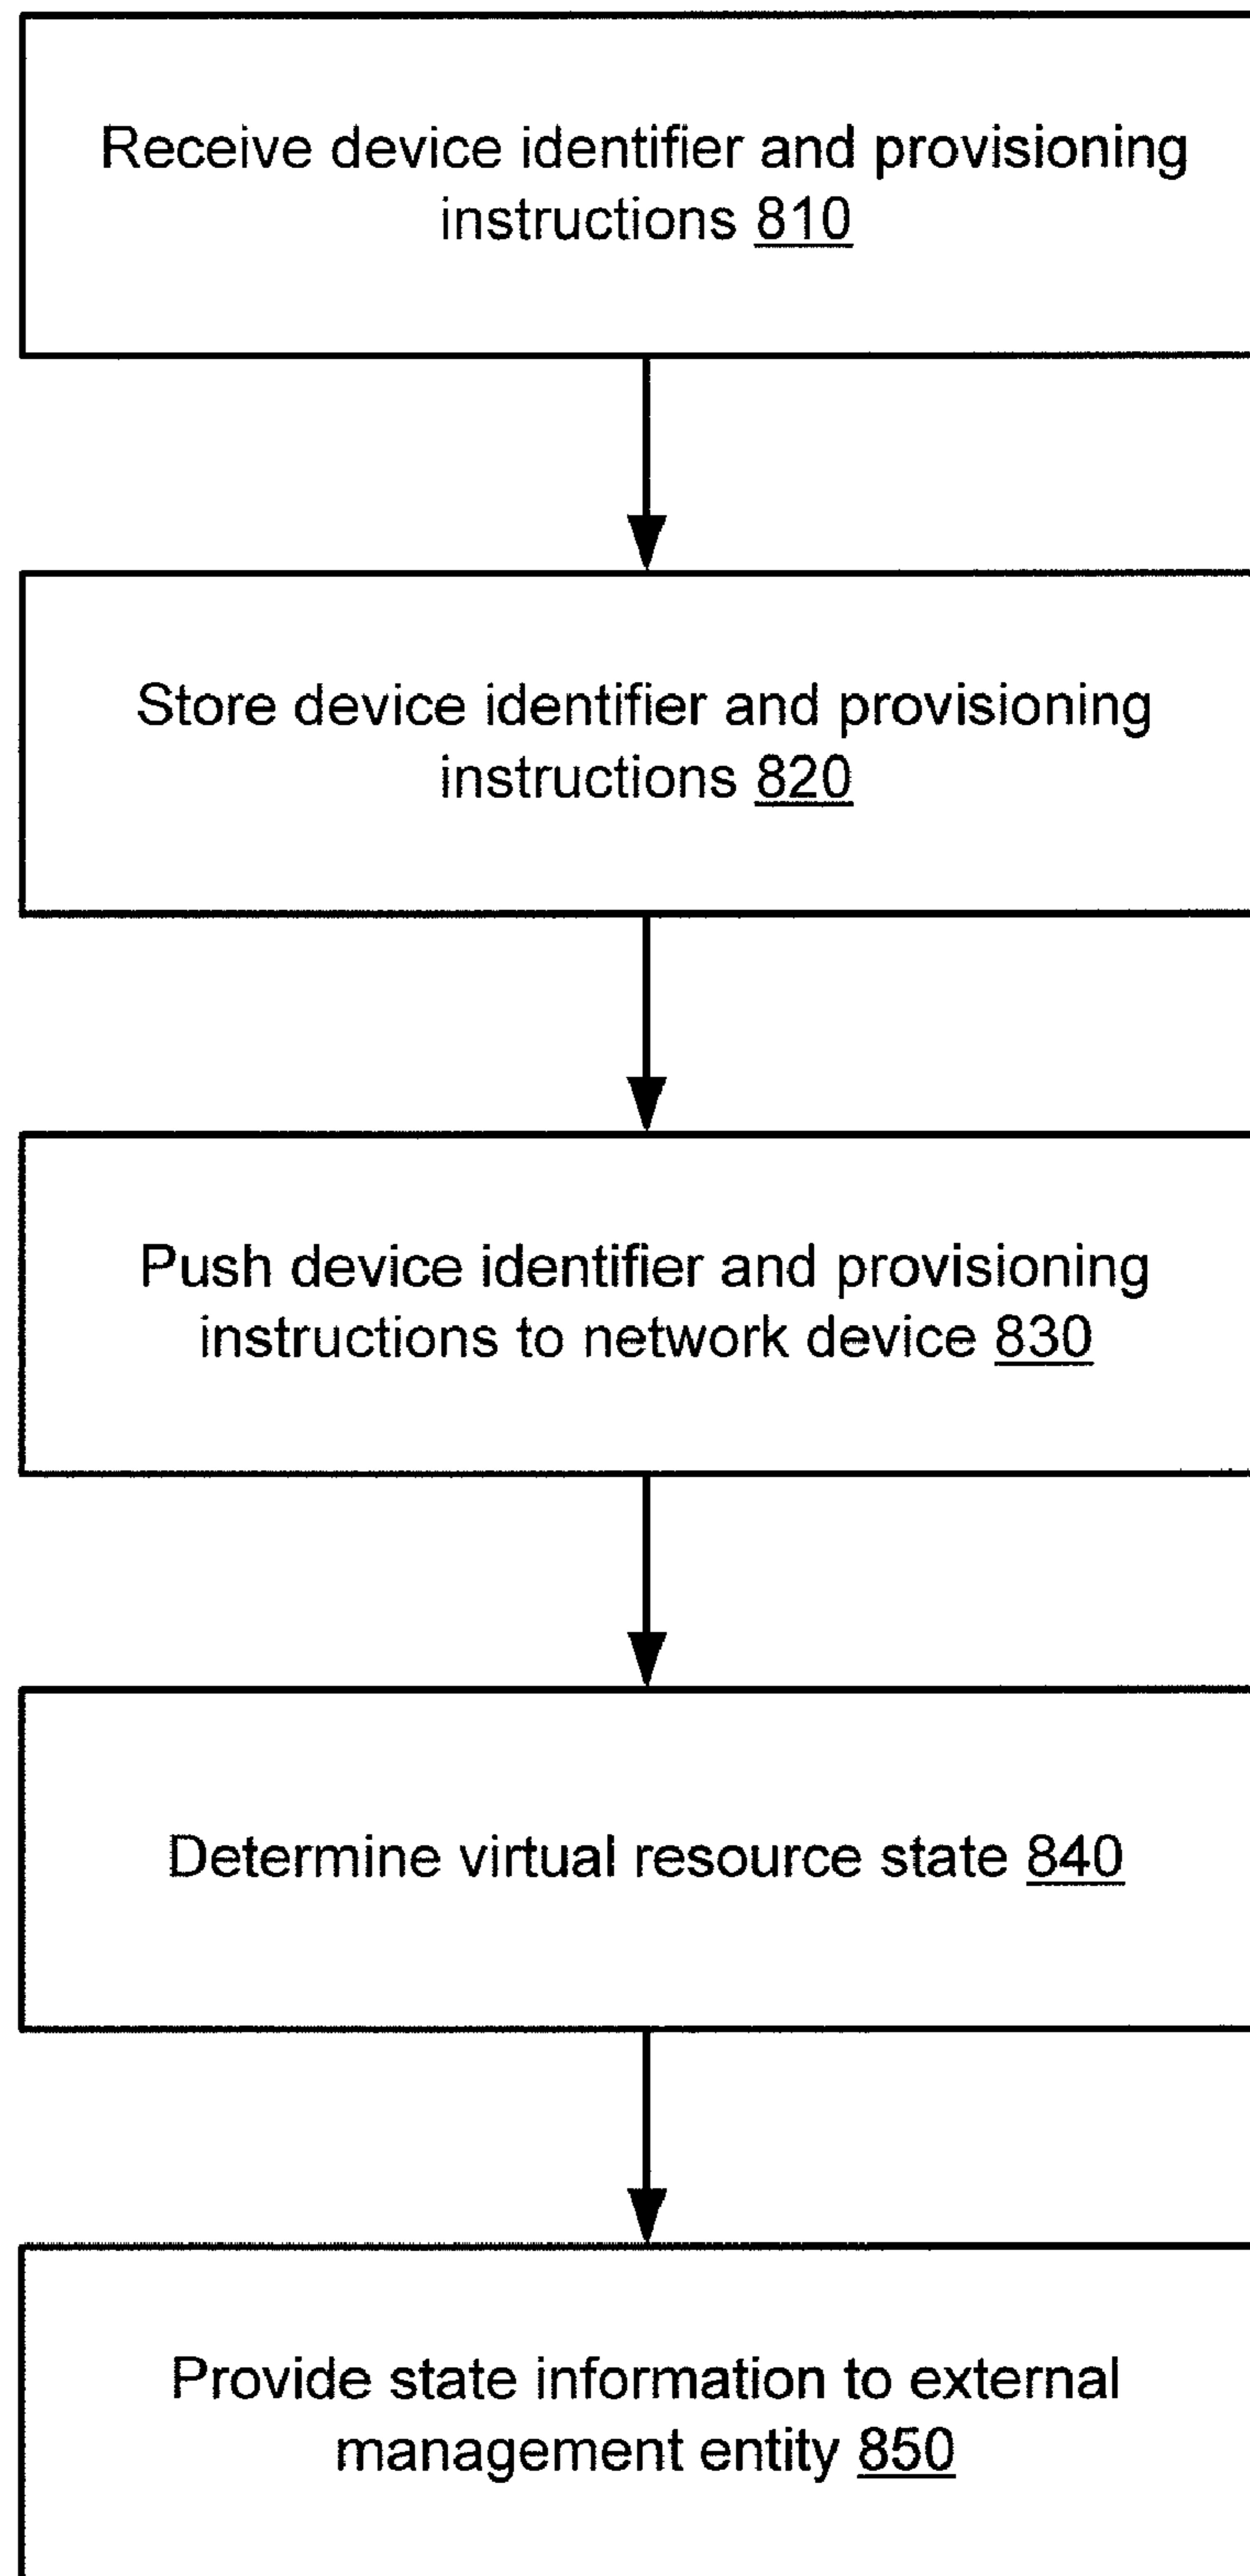 Receive device identifier and provisioning
instructions 810
Store device identifier and provisioning
instructions 820
Push device identifier and provisioning
instructions to network device 830
Determine virtual resource state 840
Provide state information to external
management entity 850